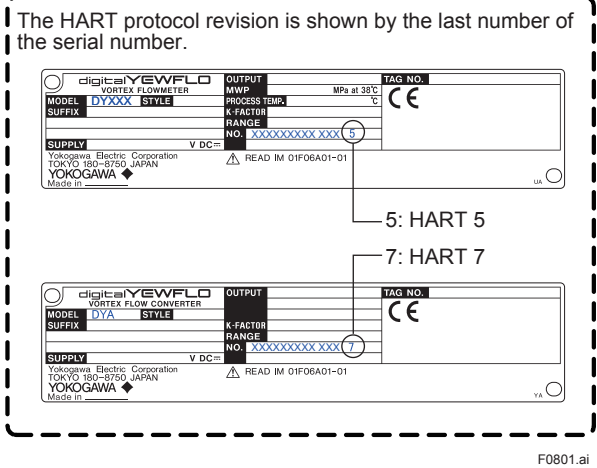 The HART protocol revision is shown by the last number of
the serial number.
digitalYEWFLO
VORTEX FLOWMETER
MODEL DYXXX STYLE
SUFFIX
SUPPLY V DC
Yokogawa Electric Corporation
TOKYO 180-8750 JAPAN
YOKOGAWA
Made in
OUTPUT
MWP MPa at 38℃
PROCESS TEMP. ℃
K-FACTOR
RANGE
NO. XXXXXXXXX XXX 5
READ IM 01F06A01-01
TAG NO.
CE
UA
5: HART 5
7: HART 7
digitalYEWFLO
VORTEX FLOW CONVERTER
MODEL DYA STYLE
SUFFIX
SUPPLY V DC
Yokogawa Electric Corporation
TOKYO 180-8750 JAPAN
YOKOGAWA
Made in
OUTPUT
K-FACTOR
RANGE
NO. XXXXXXXXX XXX 7
READ IM 01F06A01-01
TAG NO.
CE
YA
F0801.ai